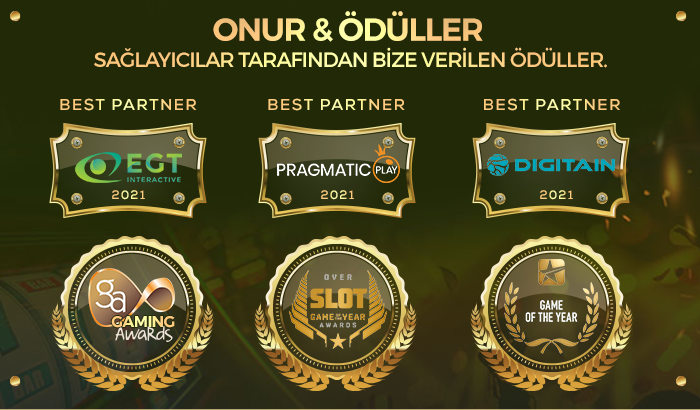 ONUR & ÖDÜLLER
SAĞLAYICILAR TARAFINDAN BİZE VERİLEN ÖDÜLLER.
BEST PARTNER
EGT
INTERACTIVE
2021
BEST PARTNER
PRAGMATIC PLAY
2021
BEST PARTNER
DIGITAIN
2021
ga
GAMING
AWARDS
OVER
SLOT
GAME OF THE YEAR
AWARDS
GAME
OF THE YEAR
BAR